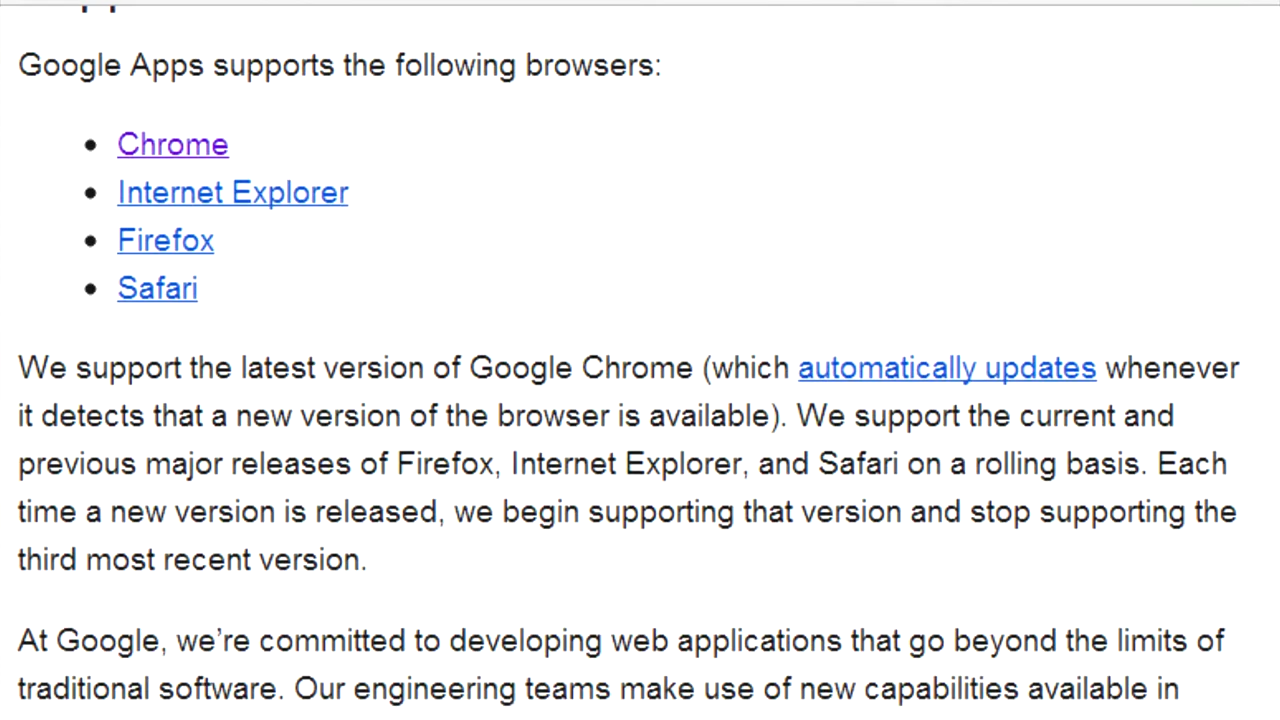 Google Apps supports the following browsers:
• Chrome
• Internet Explorer
• Firefox
• Safari
We support the latest version of Google Chrome (which automatically updates whenever
it detects that a new version of the browser is available). We support the current and
previous major releases of Firefox, Internet Explorer, and Safari on a rolling basis. Each
time a new version is released, we begin supporting that version and stop supporting the
third most recent version.
At Google, we’re committed to developing web applications that go beyond the limits of
traditional software. Our engineering teams make use of new capabilities available in